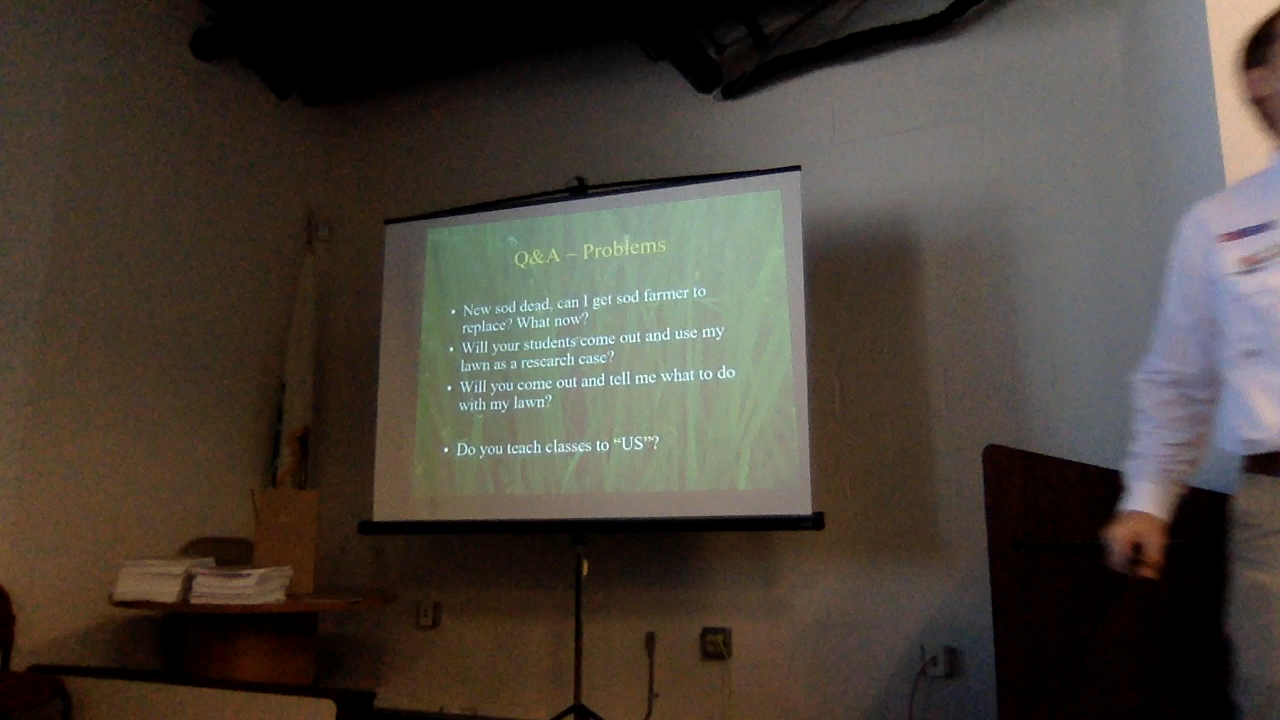 Q&A – Problems
• New sod dead, can I get sod farmer to
replace? What now?
• Will your students come out and use my
lawn as a research case?
• Will you come out and tell me what to do
with my lawn?
• Do you teach classes to “US”?